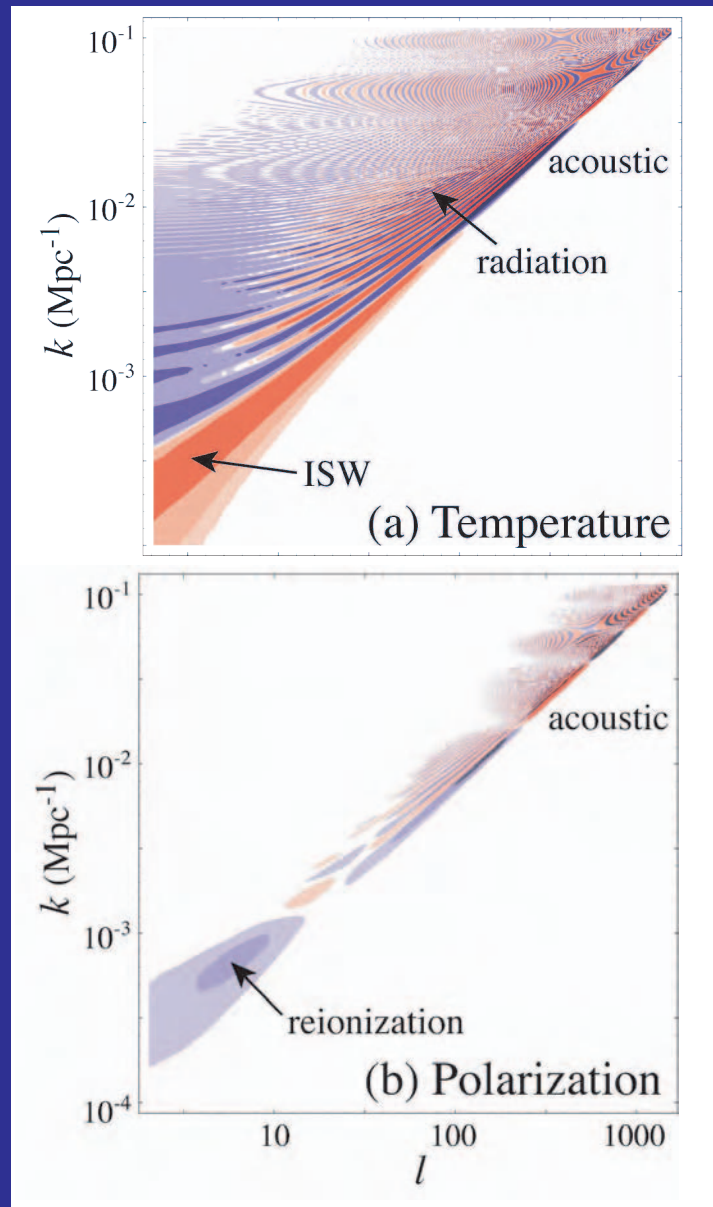 10⁻¹
acoustic
10⁻²
radiation
k (Mpc⁻¹)
10⁻³
ISW
(a) Temperature
10⁻¹
acoustic
10⁻²
k (Mpc⁻¹)
10⁻³
reionization
(b) Polarization
10⁻⁴
10 100 1000
l